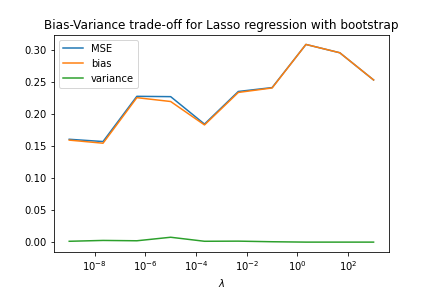 Bias-Variance trade-off for Lasso regression with bootstrap
MSE
bias
variance
0.30
0.25
0.20
0.15
0.10
0.05
0.00
10⁻⁸ 10⁻⁶ 10⁻⁴ 10⁻² 10⁰ 10²
λ